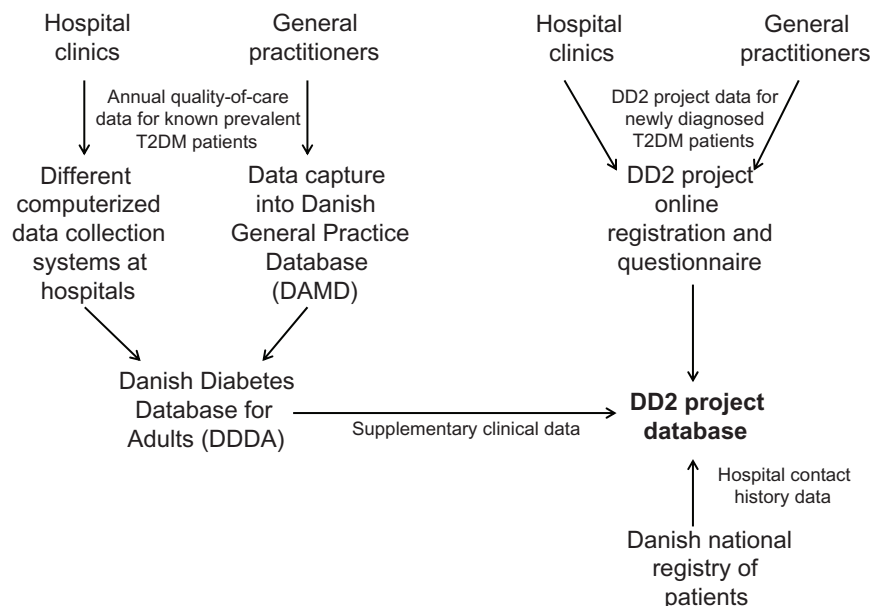 Hospital
clinics
General
practitioners
Annual quality-of-care
data for known prevalent
T2DM patients
Different
computerized
data collection
systems at
hospitals
Data capture
into Danish
General Practice
Database
(DAMD)
Danish Diabetes
Database for
Adults (DDDA)
Supplementary clinical data
Hospital
clinics
General
practitioners
DD2 project data for
newly diagnosed
T2DM patients
DD2 project
online
registration and
questionnaire
DD2 project
database
Hospital contact
history data
Danish national
registry of
patients